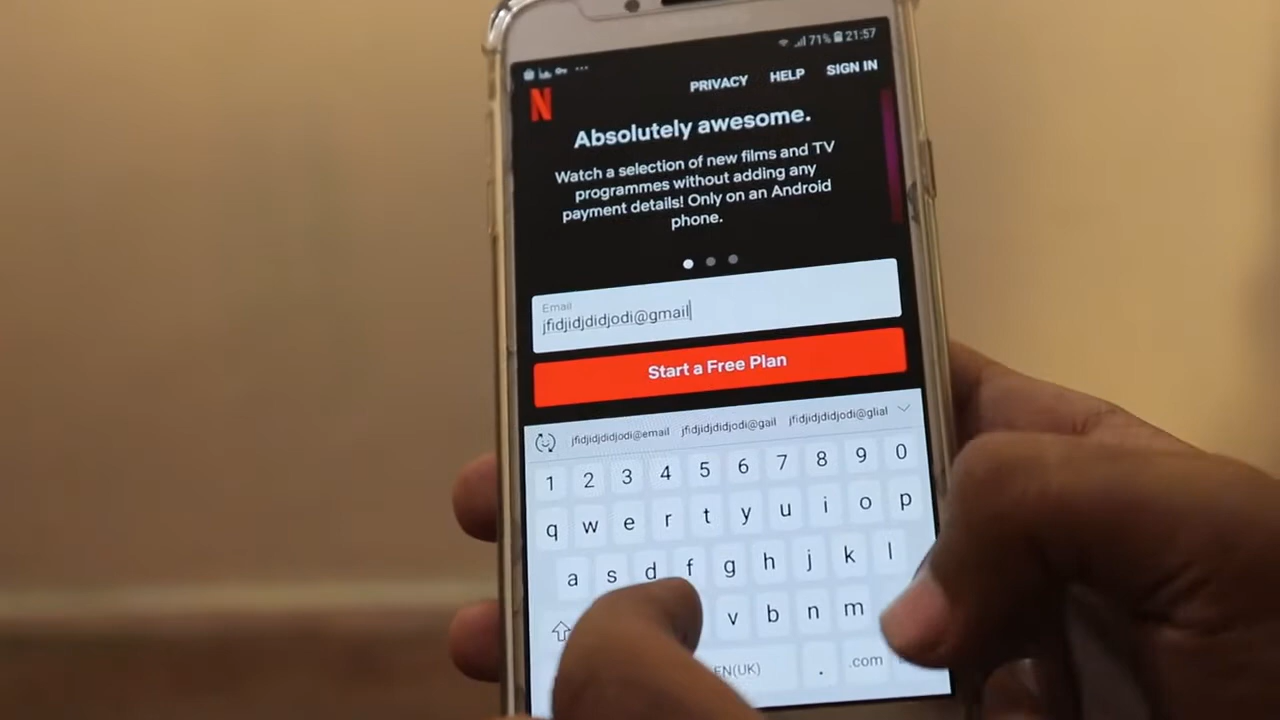 71% 21:57
N PRIVACY HELP SIGN IN
Absolutely awesome.
Watch a selection of new films and TV
programmes without adding any
payment details! Only on an Android
phone.
Email
jfidjidjdidjodi@gmail
Start a Free Plan
jfidjidjdidjodi@email jfidjidjdidjodi@gail jfidjidjdidjodi@glial
1 2 3 4 5 6 7 8 9 0
q w e r t y u i o p
a s d f g h j k l
v b n m
EN(UK) . .com